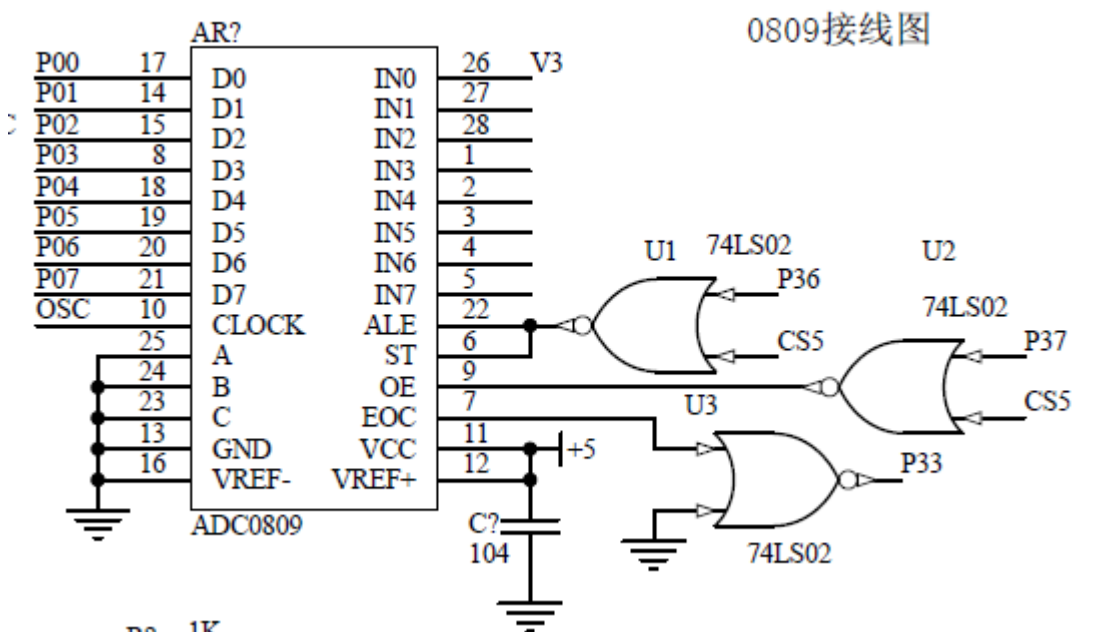 0809接线图
AR?
P00 17 D0 IN0 26 V3
P01 14 D1 IN1 27
P02 15 D2 IN2 28
P03 8 D3 IN3 1
P04 18 D4 IN4 2
P05 19 D5 IN5 3
P06 20 D6 IN6 4
P07 21 D7 IN7 5
OSC 10 CLOCK ALE 22
25 A ST 6
24 B OE 9
23 C EOC 7
13 GND VCC 11 +5
16 VREF- VREF+ 12
ADC0809
C?
104
U1 74LS02
P36
CS5
U2
74LS02
P37
CS5
U3
P33
74LS02
1K